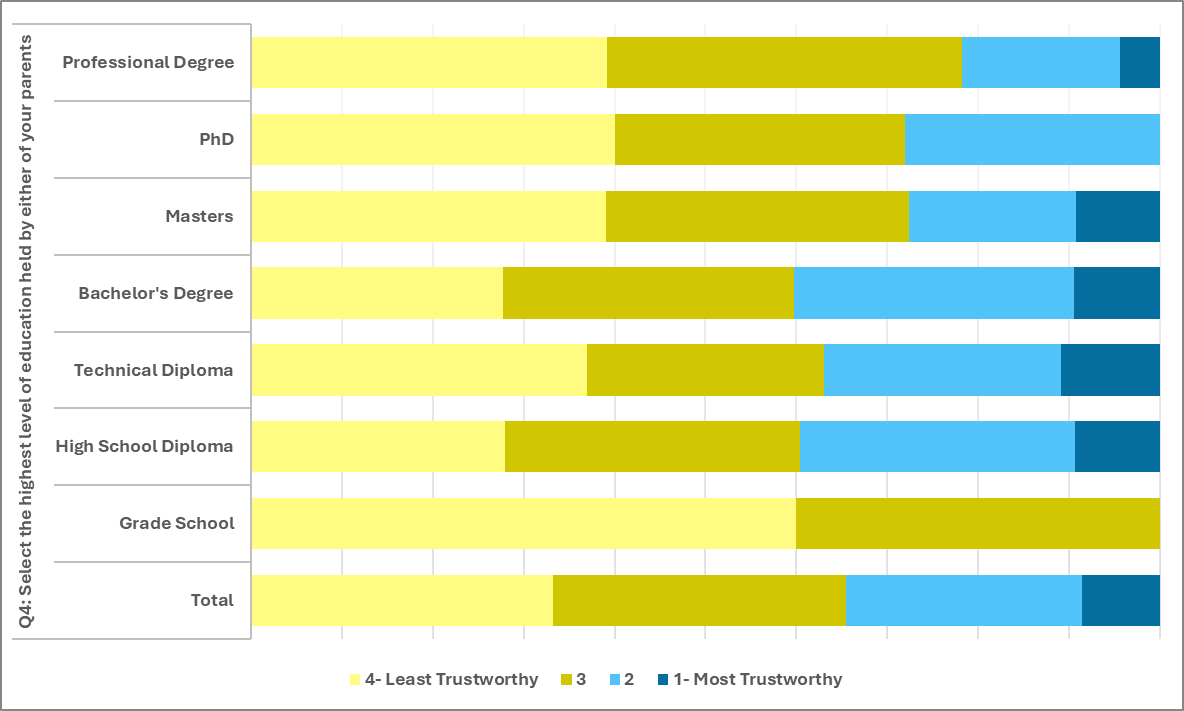 Q4: Select the highest level of education held by either of your parents
Professional Degree
PhD
Masters
Bachelor's Degree
Technical Diploma
High School Diploma
Grade School
Total
4- Least Trustworthy 3 2 1- Most Trustworthy